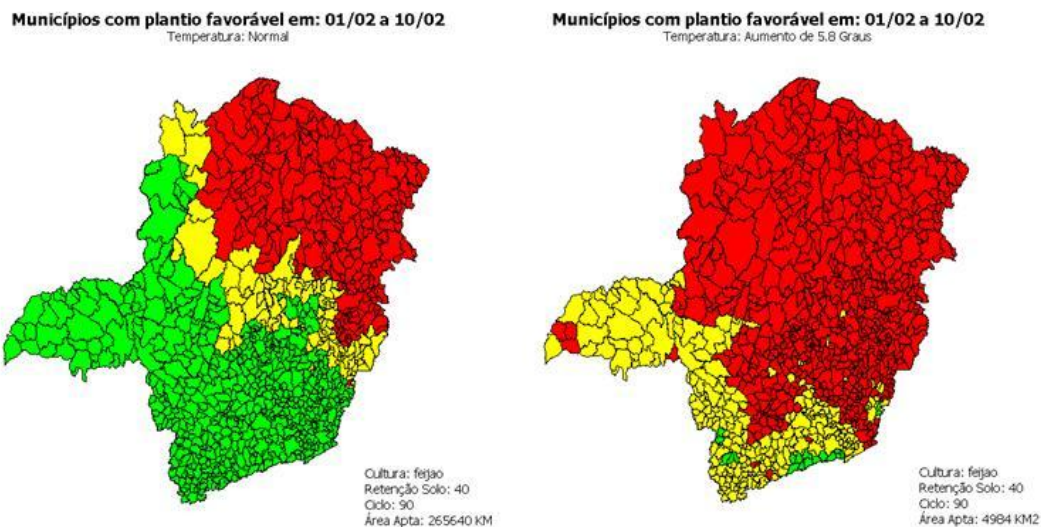 Municípios com plantio favorável em: 01/02 a 10/02
Temperatura: Normal
Cultura: feijao
Retenção Solo: 40
Ciclo: 90
Área Apta: 265640 KM
Municípios com plantio favorável em: 01/02 a 10/02
Temperatura: Aumento de 5.8 Graus
Cultura: feijao
Retenção Solo: 40
Ciclo: 90
Área Apta: 4984 KM2